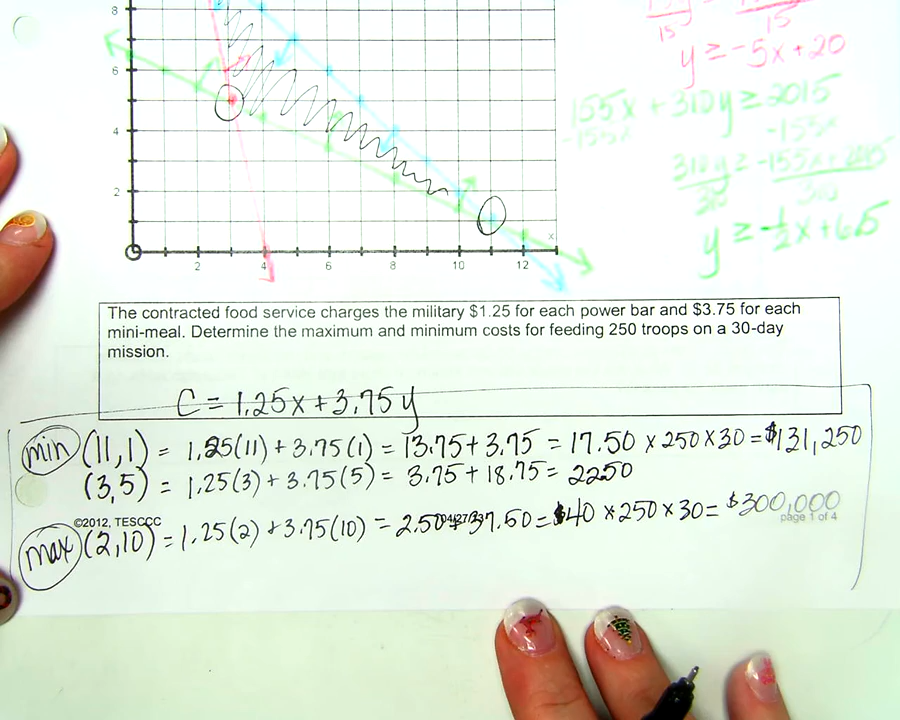 8
15y 15
15
y ≥ -5x + 20
155x + 310y ≥ 2015
-155x -155x
310y ≥ -155x + 2015
310 310
y ≥ -1/2x + 6.5
6
4
2
x
2 4 6 8 10 12
The contracted food service charges the military $1.25 for each power bar and $3.75 for each
mini-meal. Determine the maximum and minimum costs for feeding 250 troops on a 30-day
mission.
C = 1.25x + 3.75y
min (11,1) = 1.25(11) + 3.75(1) = 13.75 + 3.75 = 17.50 × 250 × 30 = $131,250
(3,5) = 1.25(3) + 3.75(5) = 3.75 + 18.75 = 22.50
©2012, TESCCC
page 1 of 4
max (2,10) = 1.25(2) + 3.75(10) = 2.50 + 37.50 = $40 × 250 × 30 = $300,000